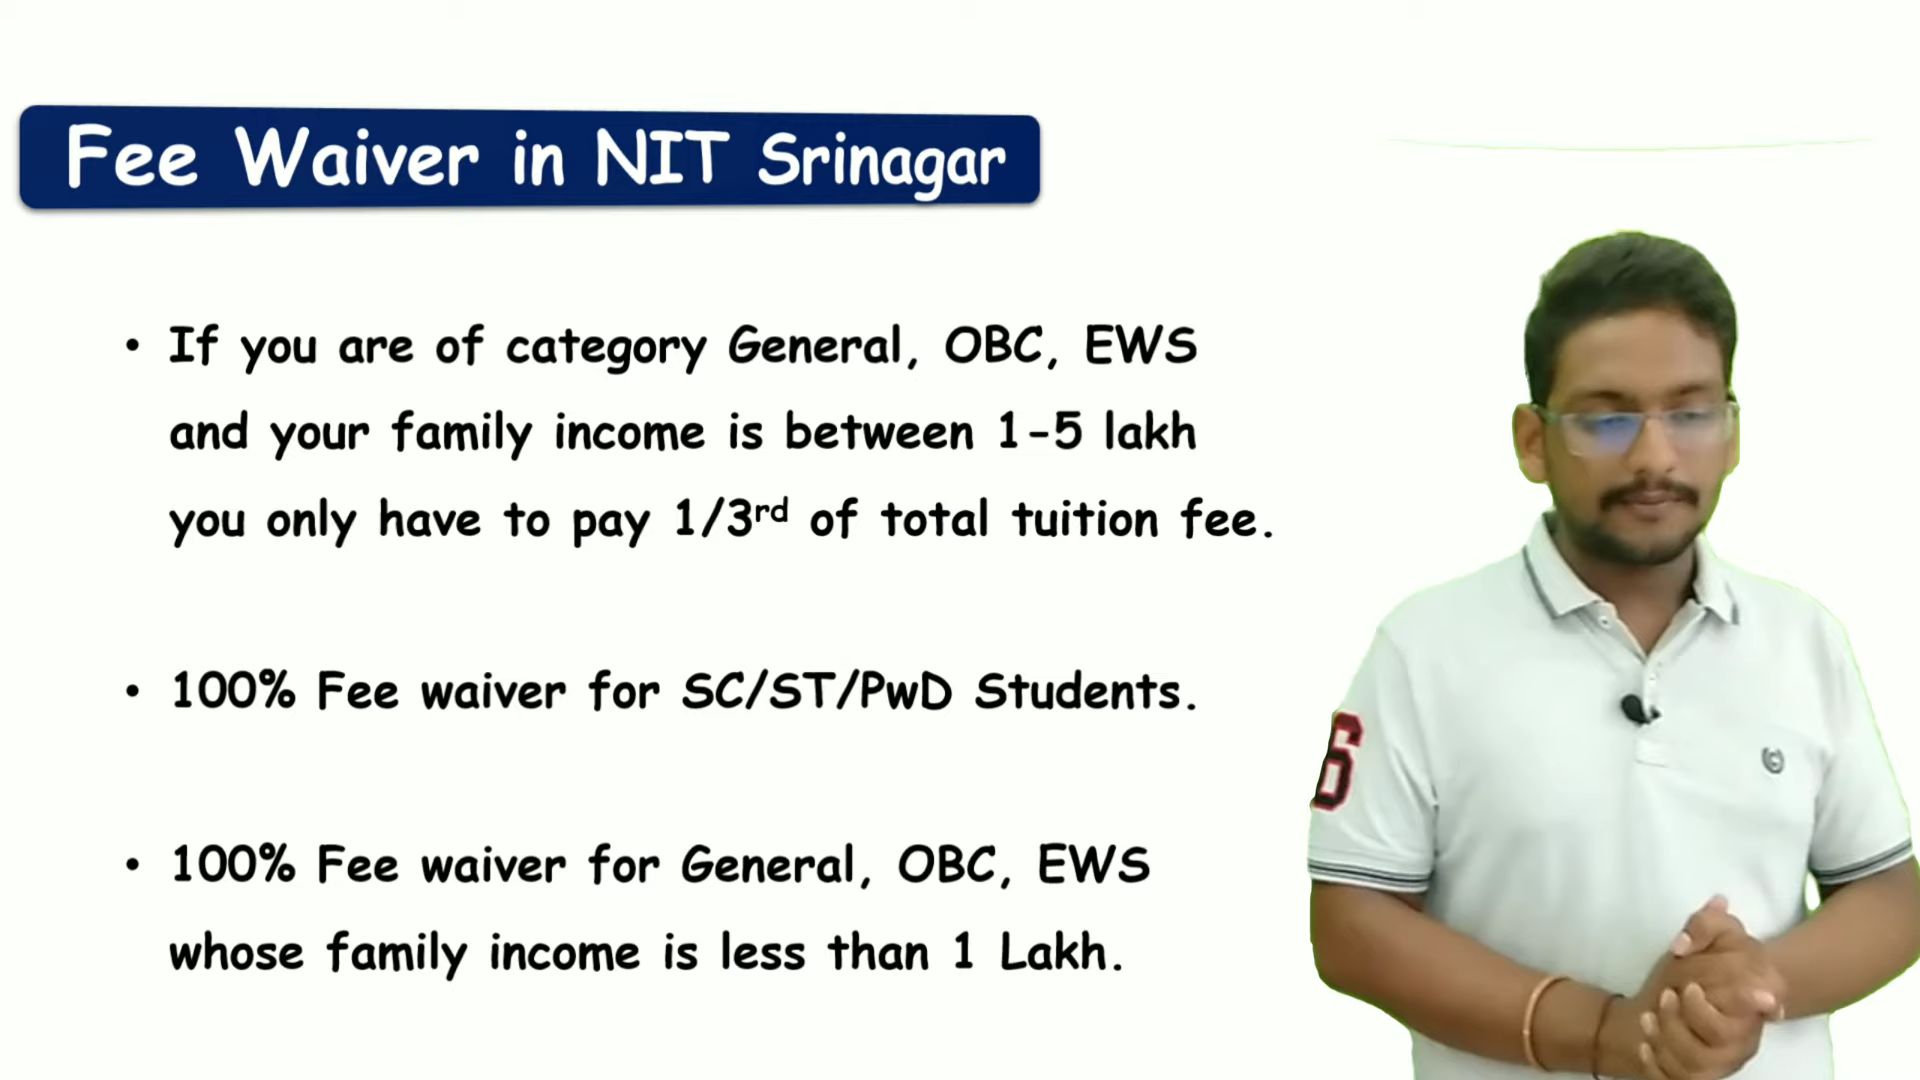 Fee Waiver in NIT Srinagar
• If you are of category General, OBC, EWS
and your family income is between 1-5 lakh
you only have to pay 1/3rd of total tuition fee.
• 100% Fee waiver for SC/ST/PwD Students.
• 100% Fee waiver for General, OBC, EWS
whose family income is less than 1 Lakh.
6